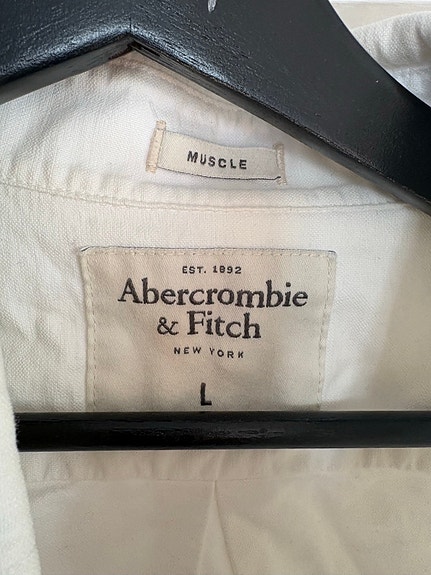 MUSCLE
EST. 1892
Abercrombie
& Fitch
NEW YORK
L